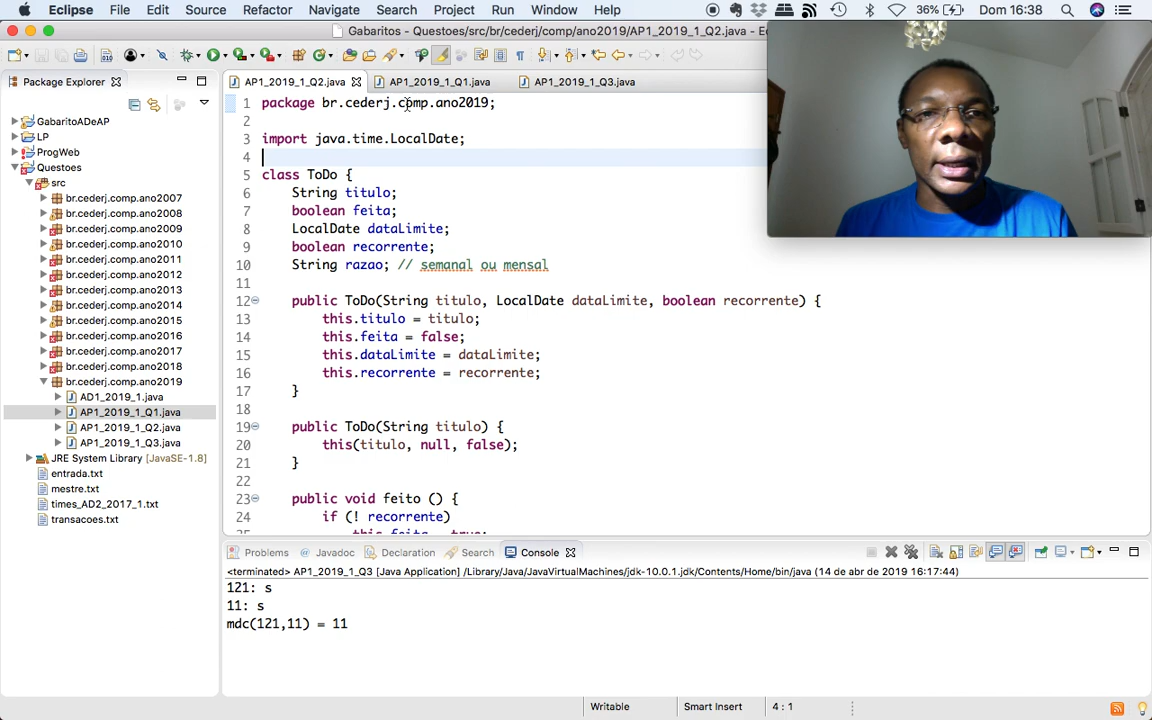 Eclipse File Edit Source Refactor Navigate Search Project Run Window Help 36% Dom 16:38
Gabaritos - Questoes/src/br/cederj/comp/ano2019/AP1_2019_1_Q2.java - E
Package Explorer
AP1_2019_1_Q2.java AP1_2019_1_Q1.java AP1_2019_1_Q3.java
GabaritoADeAP
LP
ProgWeb
Questoes
src
br.cederj.comp.ano2007
br.cederj.comp.ano2008
br.cederj.comp.ano2009
br.cederj.comp.ano2010
br.cederj.comp.ano2011
br.cederj.comp.ano2012
br.cederj.comp.ano2013
br.cederj.comp.ano2014
br.cederj.comp.ano2015
br.cederj.comp.ano2016
br.cederj.comp.ano2017
br.cederj.comp.ano2018
br.cederj.comp.ano2019
AD1_2019_1.java
AP1_2019_1_Q1.java
AP1_2019_1_Q2.java
AP1_2019_1_Q3.java
JRE System Library [JavaSE-1.8]
entrada.txt
mestre.txt
times_AD2_2017_1.txt
transacoes.txt
1 package br.cederj.comp.ano2019;
2
3 import java.time.LocalDate;
4
5 class ToDo {
6 String titulo;
7 boolean feita;
8 LocalDate dataLimite;
9 boolean recorrente;
10 String razao; // semanal ou mensal
11
12 public ToDo(String titulo, LocalDate dataLimite, boolean recorrente) {
13 this.titulo = titulo;
14 this.feita = false;
15 this.dataLimite = dataLimite;
16 this.recorrente = recorrente;
17 }
18
19 public ToDo(String titulo) {
20 this(titulo, null, false);
21 }
22
23 public void feito () {
24 if (! recorrente)
25 this.feita = true;
Problems Javadoc Declaration Search Console
<terminated> AP1_2019_1_Q3 [Java Application] /Library/Java/JavaVirtualMachines/jdk-10.0.1.jdk/Contents/Home/bin/java (14 de abr de 2019 16:17:44)
121: s
11: s
mdc(121,11) = 11
Writable Smart Insert 4 : 1